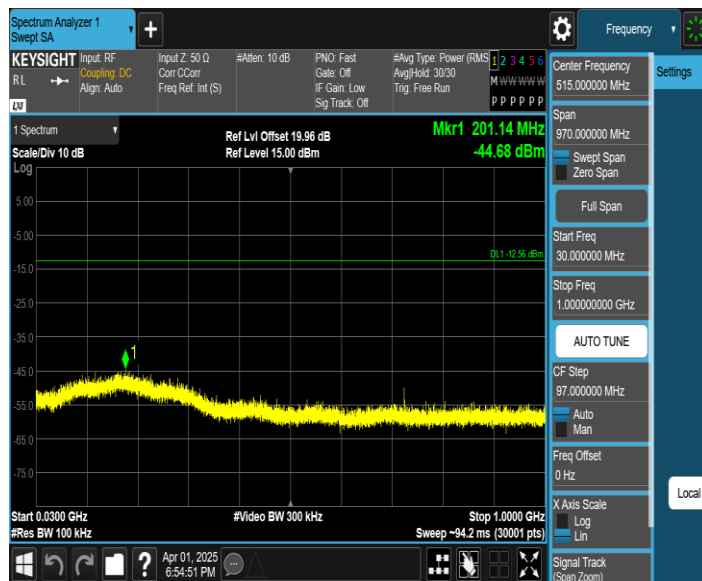 Spectrum Analyzer 1
Swept SA
Frequency
KEYSIGHT
R L
LXI
Input: RF
Coupling: DC
Align: Auto
Input Z: 50 Ω
Corr CCorr
Freq Ref: Int (S)
#Atten: 10 dB
PNO: Fast
Gate: Off
IF Gain: Low
Sig Track: Off
#Avg Type: Power (RMS
Avg|Hold: 30/30
Trig: Free Run
1 2 3 4 5 6
M W W W W W
P P P P P P
1 Spectrum
Scale/Div 10 dB
Log
Ref Lvl Offset 19.96 dB
Ref Level 15.00 dBm
Mkr1 201.14 MHz
-44.68 dBm
5.00
-5.00
-15.0
-25.0
-35.0
-45.0
-55.0
-65.0
-75.0
DL1 -12.56 dBm
1
Start 0.0300 GHz
#Res BW 100 kHz
#Video BW 300 kHz
Stop 1.0000 GHz
Sweep ~94.2 ms (30001 pts)
?
Apr 01, 2025
6:54:51 PM
Center Frequency
515.000000 MHz
Span
970.000000 MHz
Swept Span
Zero Span
Full Span
Start Freq
30.000000 MHz
Stop Freq
1.000000000 GHz
AUTO TUNE
CF Step
97.000000 MHz
Auto
Man
Freq Offset
0 Hz
X Axis Scale
Log
Lin
Signal Track
(Span Zoom)
Settings
Local